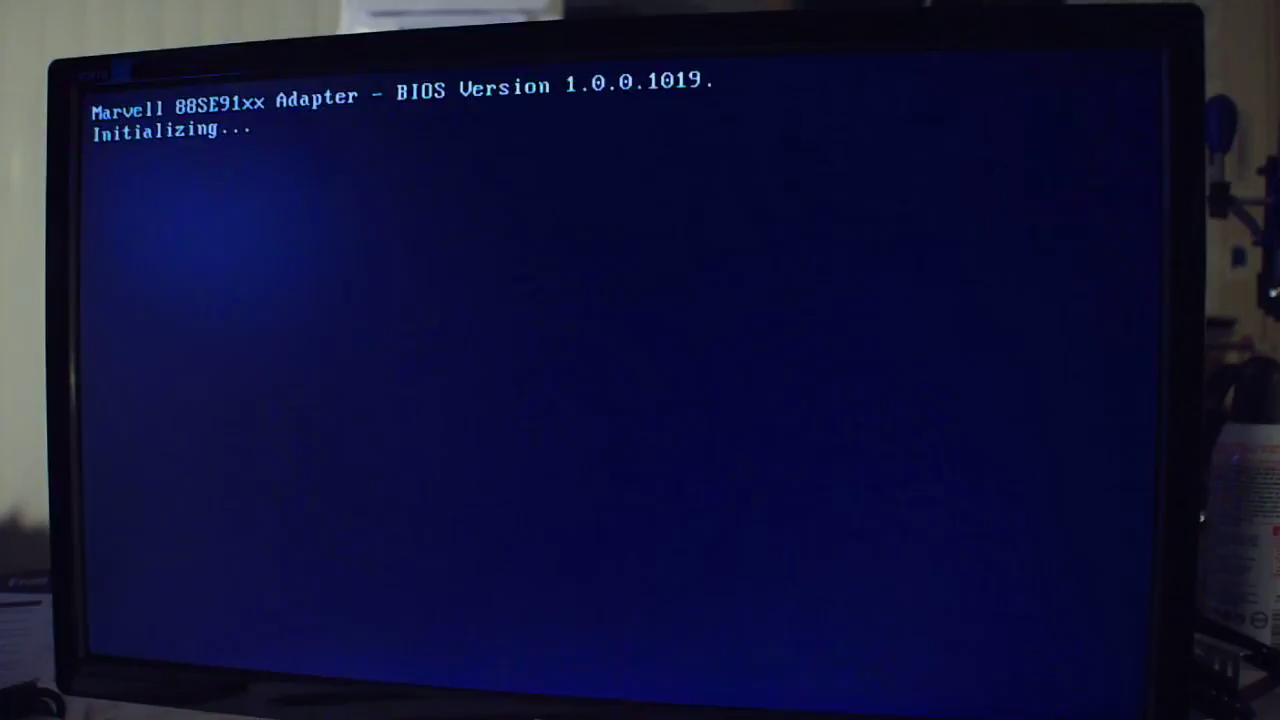 Marvell 88SE91xx Adapter - BIOS Version 1.0.0.1019.
Initializing...